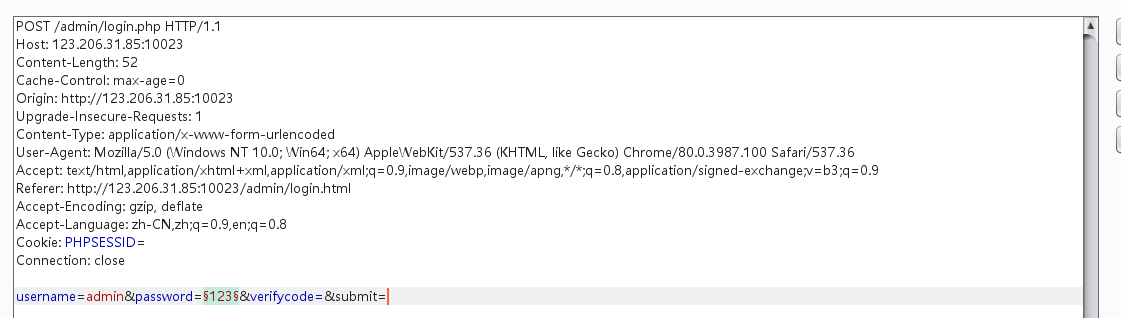 POST /admin/login.php HTTP/1.1
Host: 123.206.31.85:10023
Content-Length: 52
Cache-Control: max-age=0
Origin: http://123.206.31.85:10023
Upgrade-Insecure-Requests: 1
Content-Type: application/x-www-form-urlencoded
User-Agent: Mozilla/5.0 (Windows NT 10.0; Win64; x64) AppleWebKit/537.36 (KHTML, like Gecko) Chrome/80.0.3987.100 Safari/537.36
Accept: text/html,application/xhtml+xml,application/xml;q=0.9,image/webp,image/apng,*/*;q=0.8,application/signed-exchange;v=b3;q=0.9
Referer: http://123.206.31.85:10023/admin/login.html
Accept-Encoding: gzip, deflate
Accept-Language: zh-CN,zh;q=0.9,en;q=0.8
Cookie: PHPSESSID=
Connection: close
username=admin&password=§123§&verifycode=&submit=